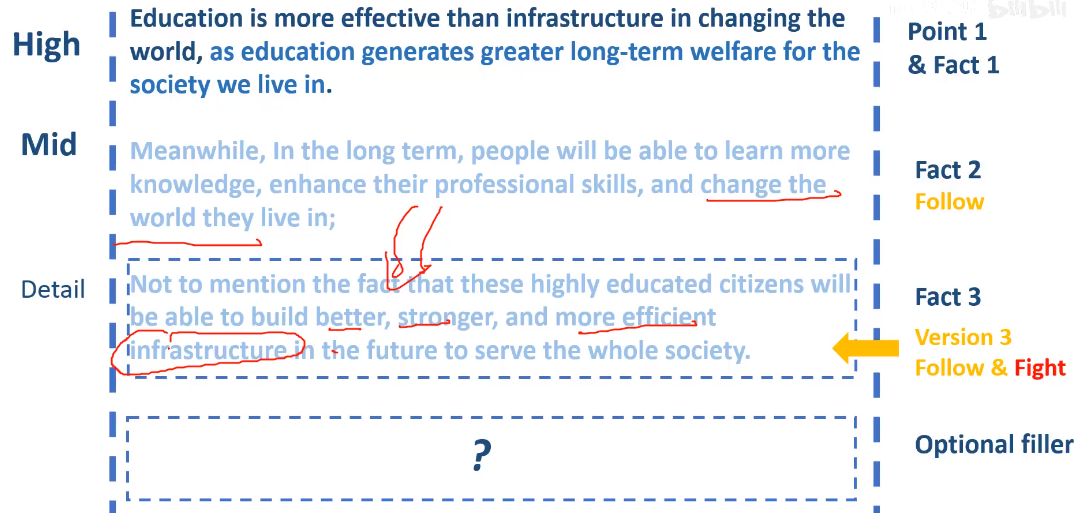 High
Education is more effective than infrastructure in changing the
world, as education generates greater long-term welfare for the
society we live in.
Point 1
& Fact 1
Mid
Meanwhile, In the long term, people will be able to learn more
knowledge, enhance their professional skills, and change the
world they live in;
Fact 2
Follow
Detail
Not to mention the fact that these highly educated citizens will
be able to build better, stronger, and more efficient
infrastructure in the future to serve the whole society.
Fact 3
Version 3
Follow & Fight
?
Optional filler